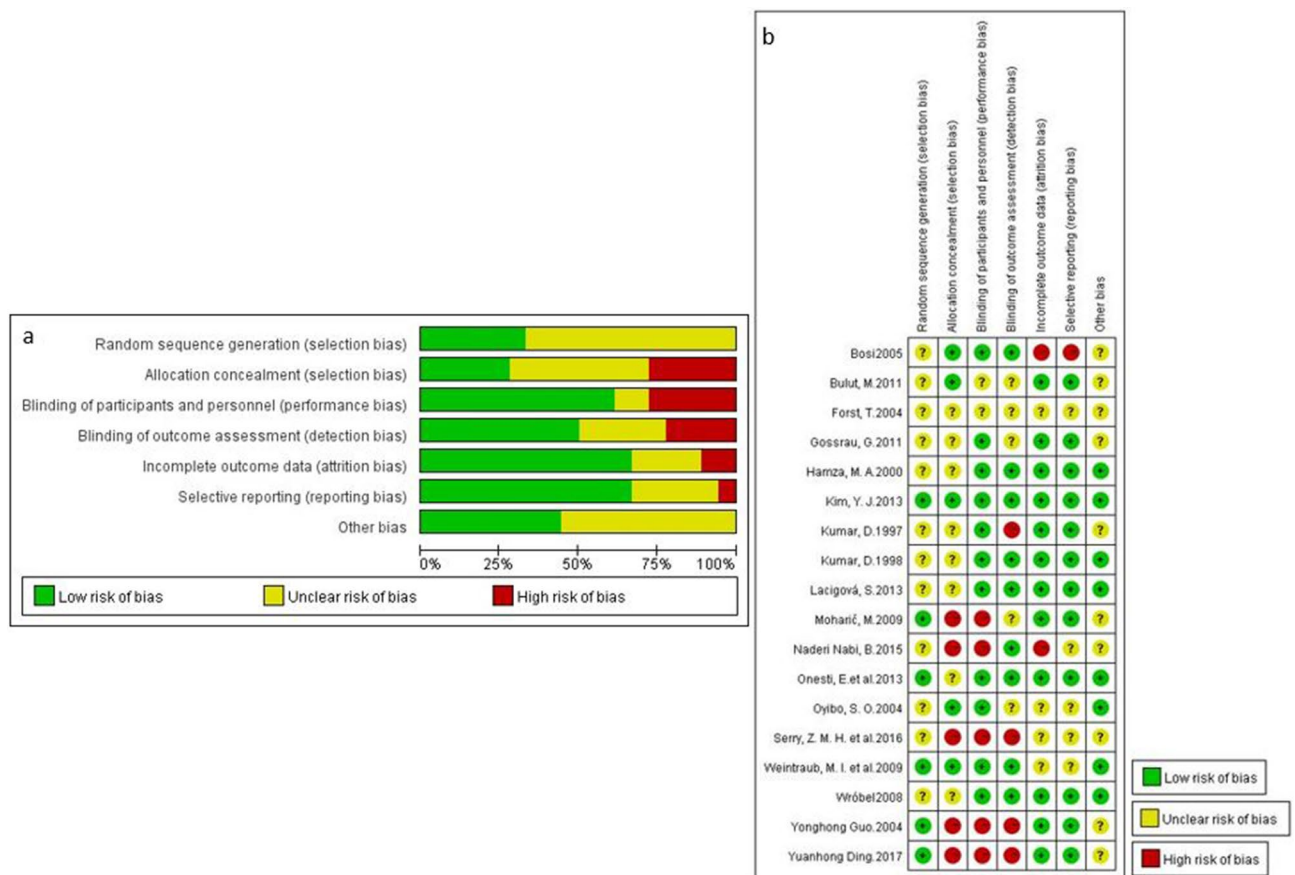 a
Random sequence generation (selection bias)
Allocation concealment (selection bias)
Blinding of participants and personnel (performance bias)
Blinding of outcome assessment (detection bias)
Incomplete outcome data (attrition bias)
Selective reporting (reporting bias)
Other bias
0% 25% 50% 75% 100%
Low risk of bias Unclear risk of bias High risk of bias
b
Random sequence generation (selection bias)
Allocation concealment (selection bias)
Blinding of participants and personnel (performance bias)
Blinding of outcome assessment (detection bias)
Incomplete outcome data (attrition bias)
Selective reporting (reporting bias)
Other bias
Bosi2005 ? + + + ?
Bulut, M.2011 ? + ? ? + + ?
Forst, T.2004 ? ? ? ? ? ? ?
Gossrau, G.2011 ? ? + ? + + ?
Hamza, M. A.2000 ? ? + + + + +
Kim, Y. J.2013 + + + + + + +
Kumar, D.1997 ? ? + + + ?
Kumar, D.1998 ? ? + + + + +
Lacigová, S.2013 ? ? + + + + +
Moharič, M.2009 + ? + + ?
Naderi Nabi, B.2015 ? + ? ?
Onesti, E.et al.2013 + ? + + + + +
Oyibo, S. O.2004 ? + + ? ? ? +
Serry, Z. M. H. et al.2016 ? ? ? ?
Weintraub, M. I. et al.2009 + + + + ? ? +
Wróbel2008 ? ? + + + + +
Yonghong Guo.2004 + + + ?
Yuanhong Ding.2017 + + + ?
Low risk of bias
Unclear risk of bias
High risk of bias